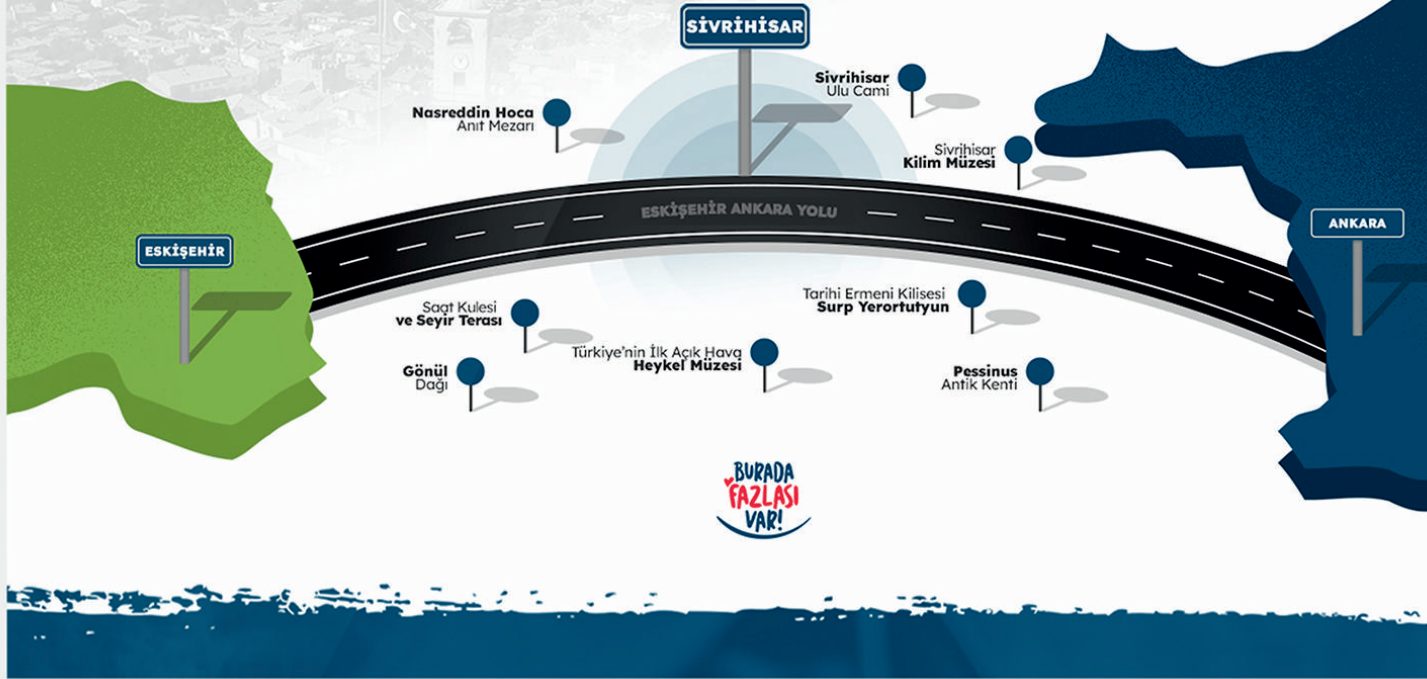 SİVRİHİSAR
Sivrihisar
Ulu Cami
Nasreddin Hoca
Anıt Mezarı
Sivrihisar
Kilim Müzesi
ESKİŞEHİR ANKARA YOLU
ANKARA
ESKİŞEHİR
Saat Kulesi
ve Seyir Terası
Tarihi Ermeni Kilisesi
Surp Yerortutyun
Türkiye'nin İlk Açık Hava
Heykel Müzesi
Gönül
Dağı
Pessinus
Antik Kenti
BURADA
FAZLASI
VAR!